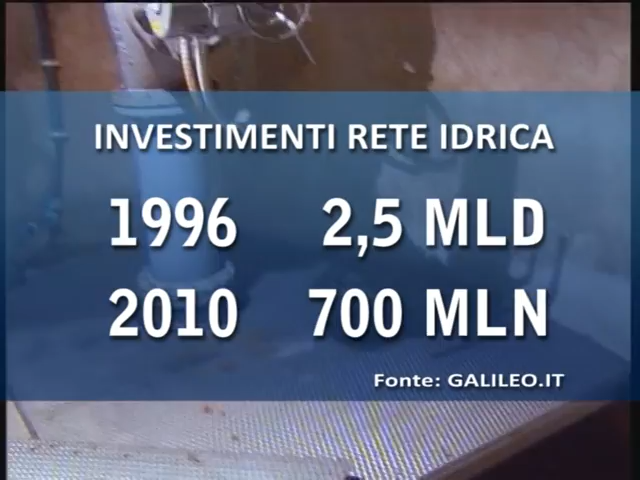 INVESTIMENTI RETE IDRICA
1996 2,5 MLD
2010 700 MLN
Fonte: GALILEO.IT